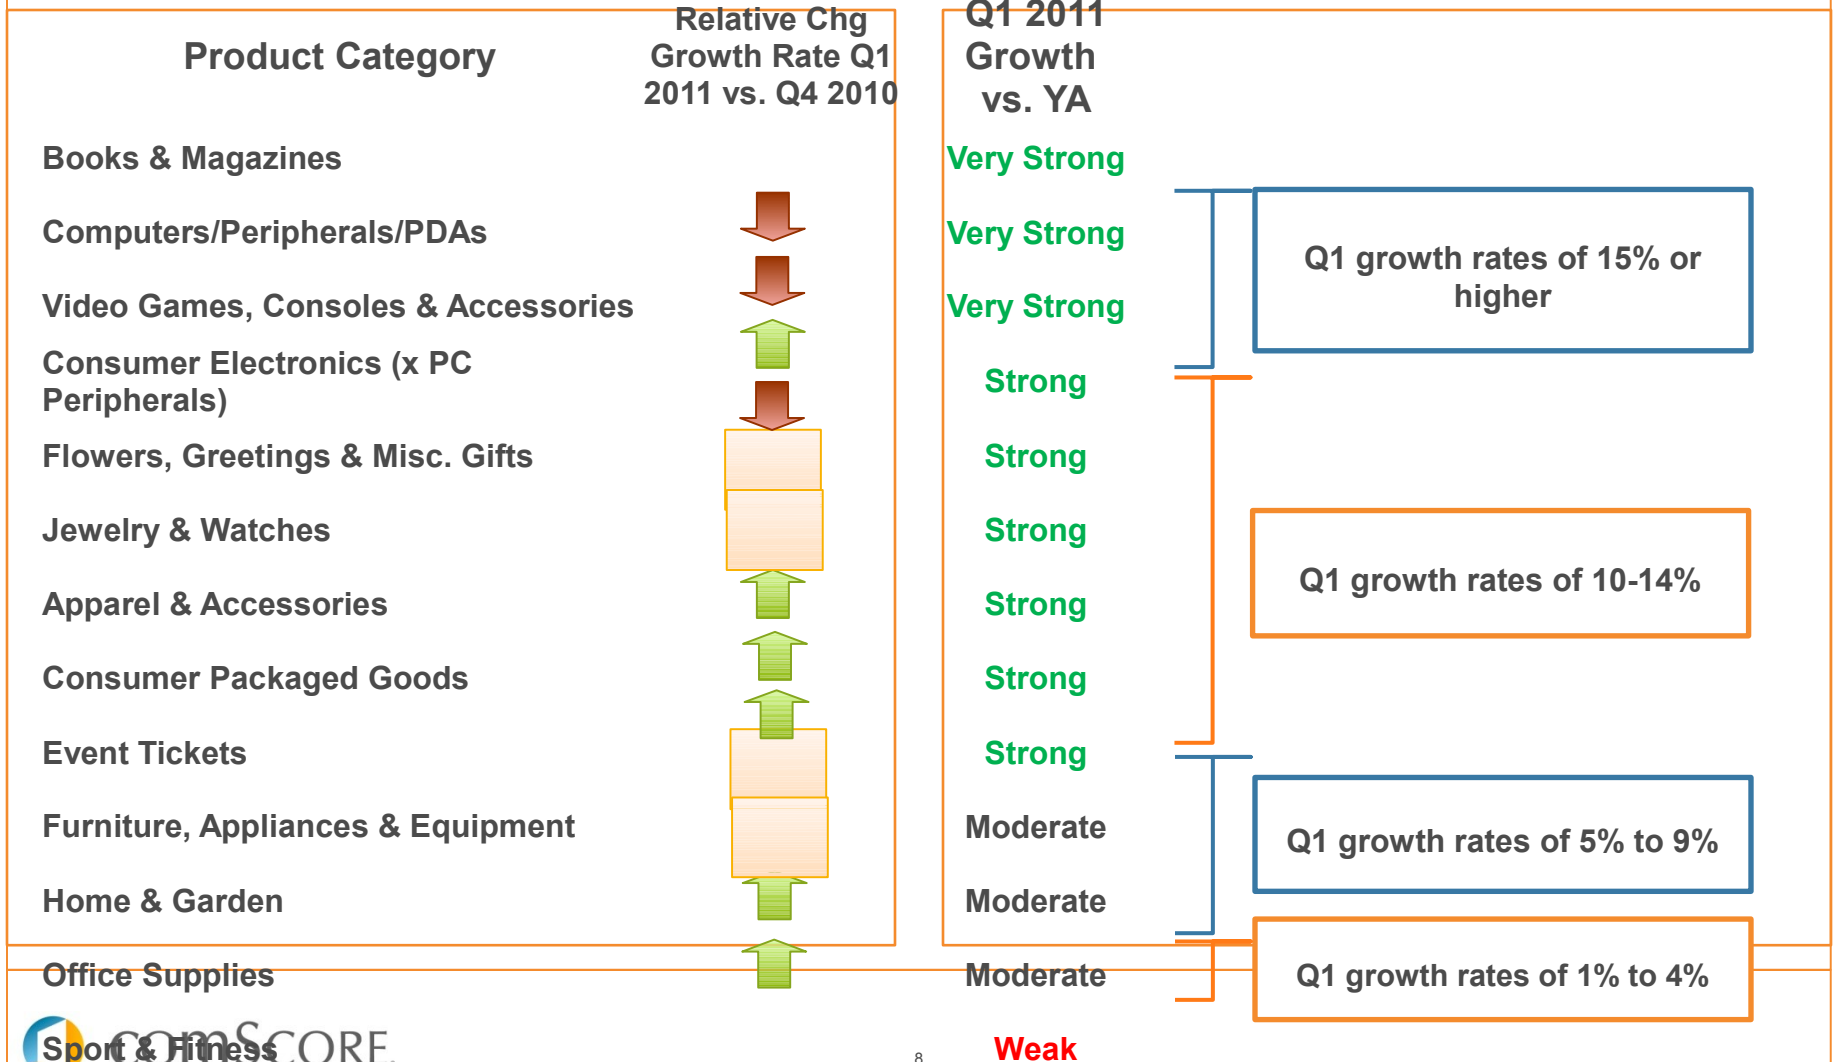 Product Category
Relative Chg
Growth Rate Q1
2011 vs. Q4 2010
Q1 2011
Growth
vs. YA
Books & Magazines
Very Strong
Computers/Peripherals/PDAs
Very Strong
Video Games, Consoles & Accessories
Very Strong
Consumer Electronics (x PC
Peripherals)
Strong
Flowers, Greetings & Misc. Gifts
Strong
Jewelry & Watches
Strong
Apparel & Accessories
Strong
Consumer Packaged Goods
Strong
Event Tickets
Strong
Furniture, Appliances & Equipment
Moderate
Home & Garden
Moderate
Office Supplies
Moderate
Sport & Fitness
Weak
Q1 growth rates of 15% or
higher
Q1 growth rates of 10-14%
Q1 growth rates of 5% to 9%
Q1 growth rates of 1% to 4%
comScore.
8